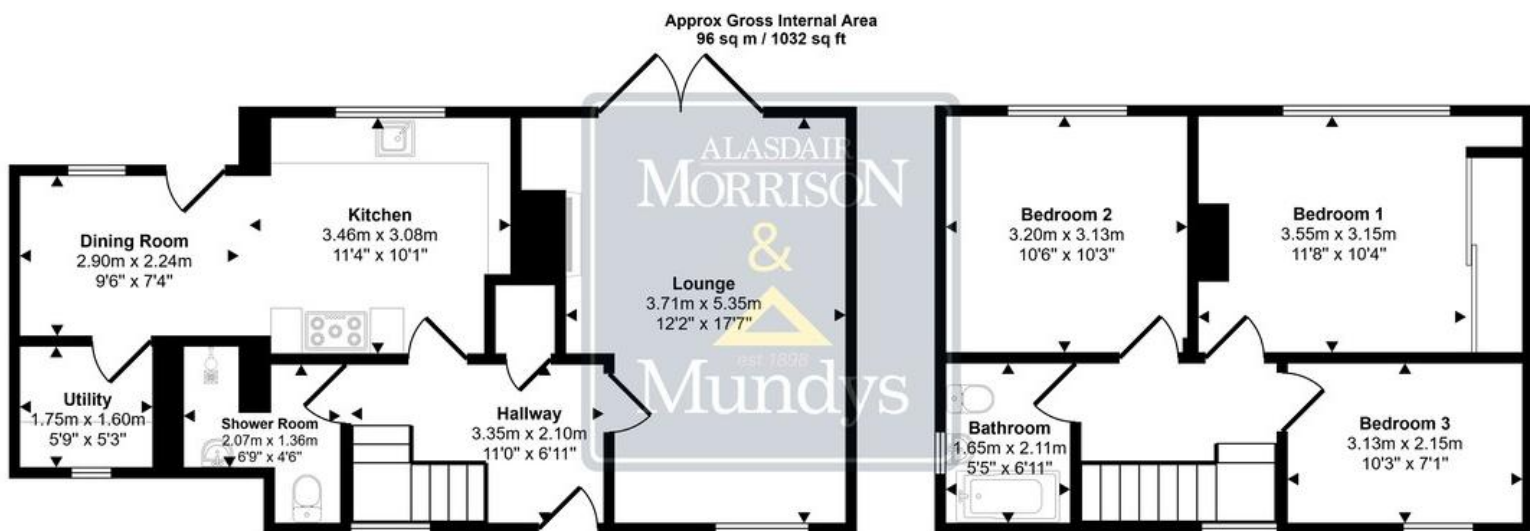 Approx Gross Internal Area
96 sq m / 1032 sq ft
ALASDAIR
MORRISON
&
est 1898
Mundys
Dining Room
2.90m x 2.24m
9'6" x 7'4"
Kitchen
3.46m x 3.08m
11'4" x 10'1"
Lounge
3.71m x 5.35m
12'2" x 17'7"
Utility
1.75m x 1.60m
5'9" x 5'3"
Shower Room
2.07m x 1.36m
6'9" x 4'6"
Hallway
3.35m x 2.10m
11'0" x 6'11"
Bedroom 2
3.20m x 3.13m
10'6" x 10'3"
Bedroom 1
3.55m x 3.15m
11'8" x 10'4"
Bathroom
1.65m x 2.11m
5'5" x 6'11"
Bedroom 3
3.13m x 2.15m
10'3" x 7'1"